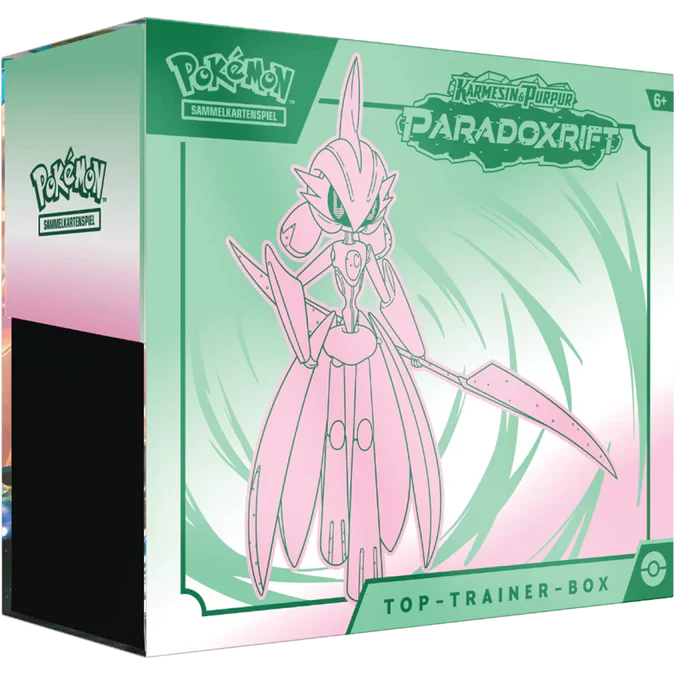 POKéMON
SAMMELKARTENSPIEL
POKéMON
SAMMELKARTENSPIEL
KARMESIN & PURPUR
PARADOXRIFT
6+
TOP-TRAINER-BOX